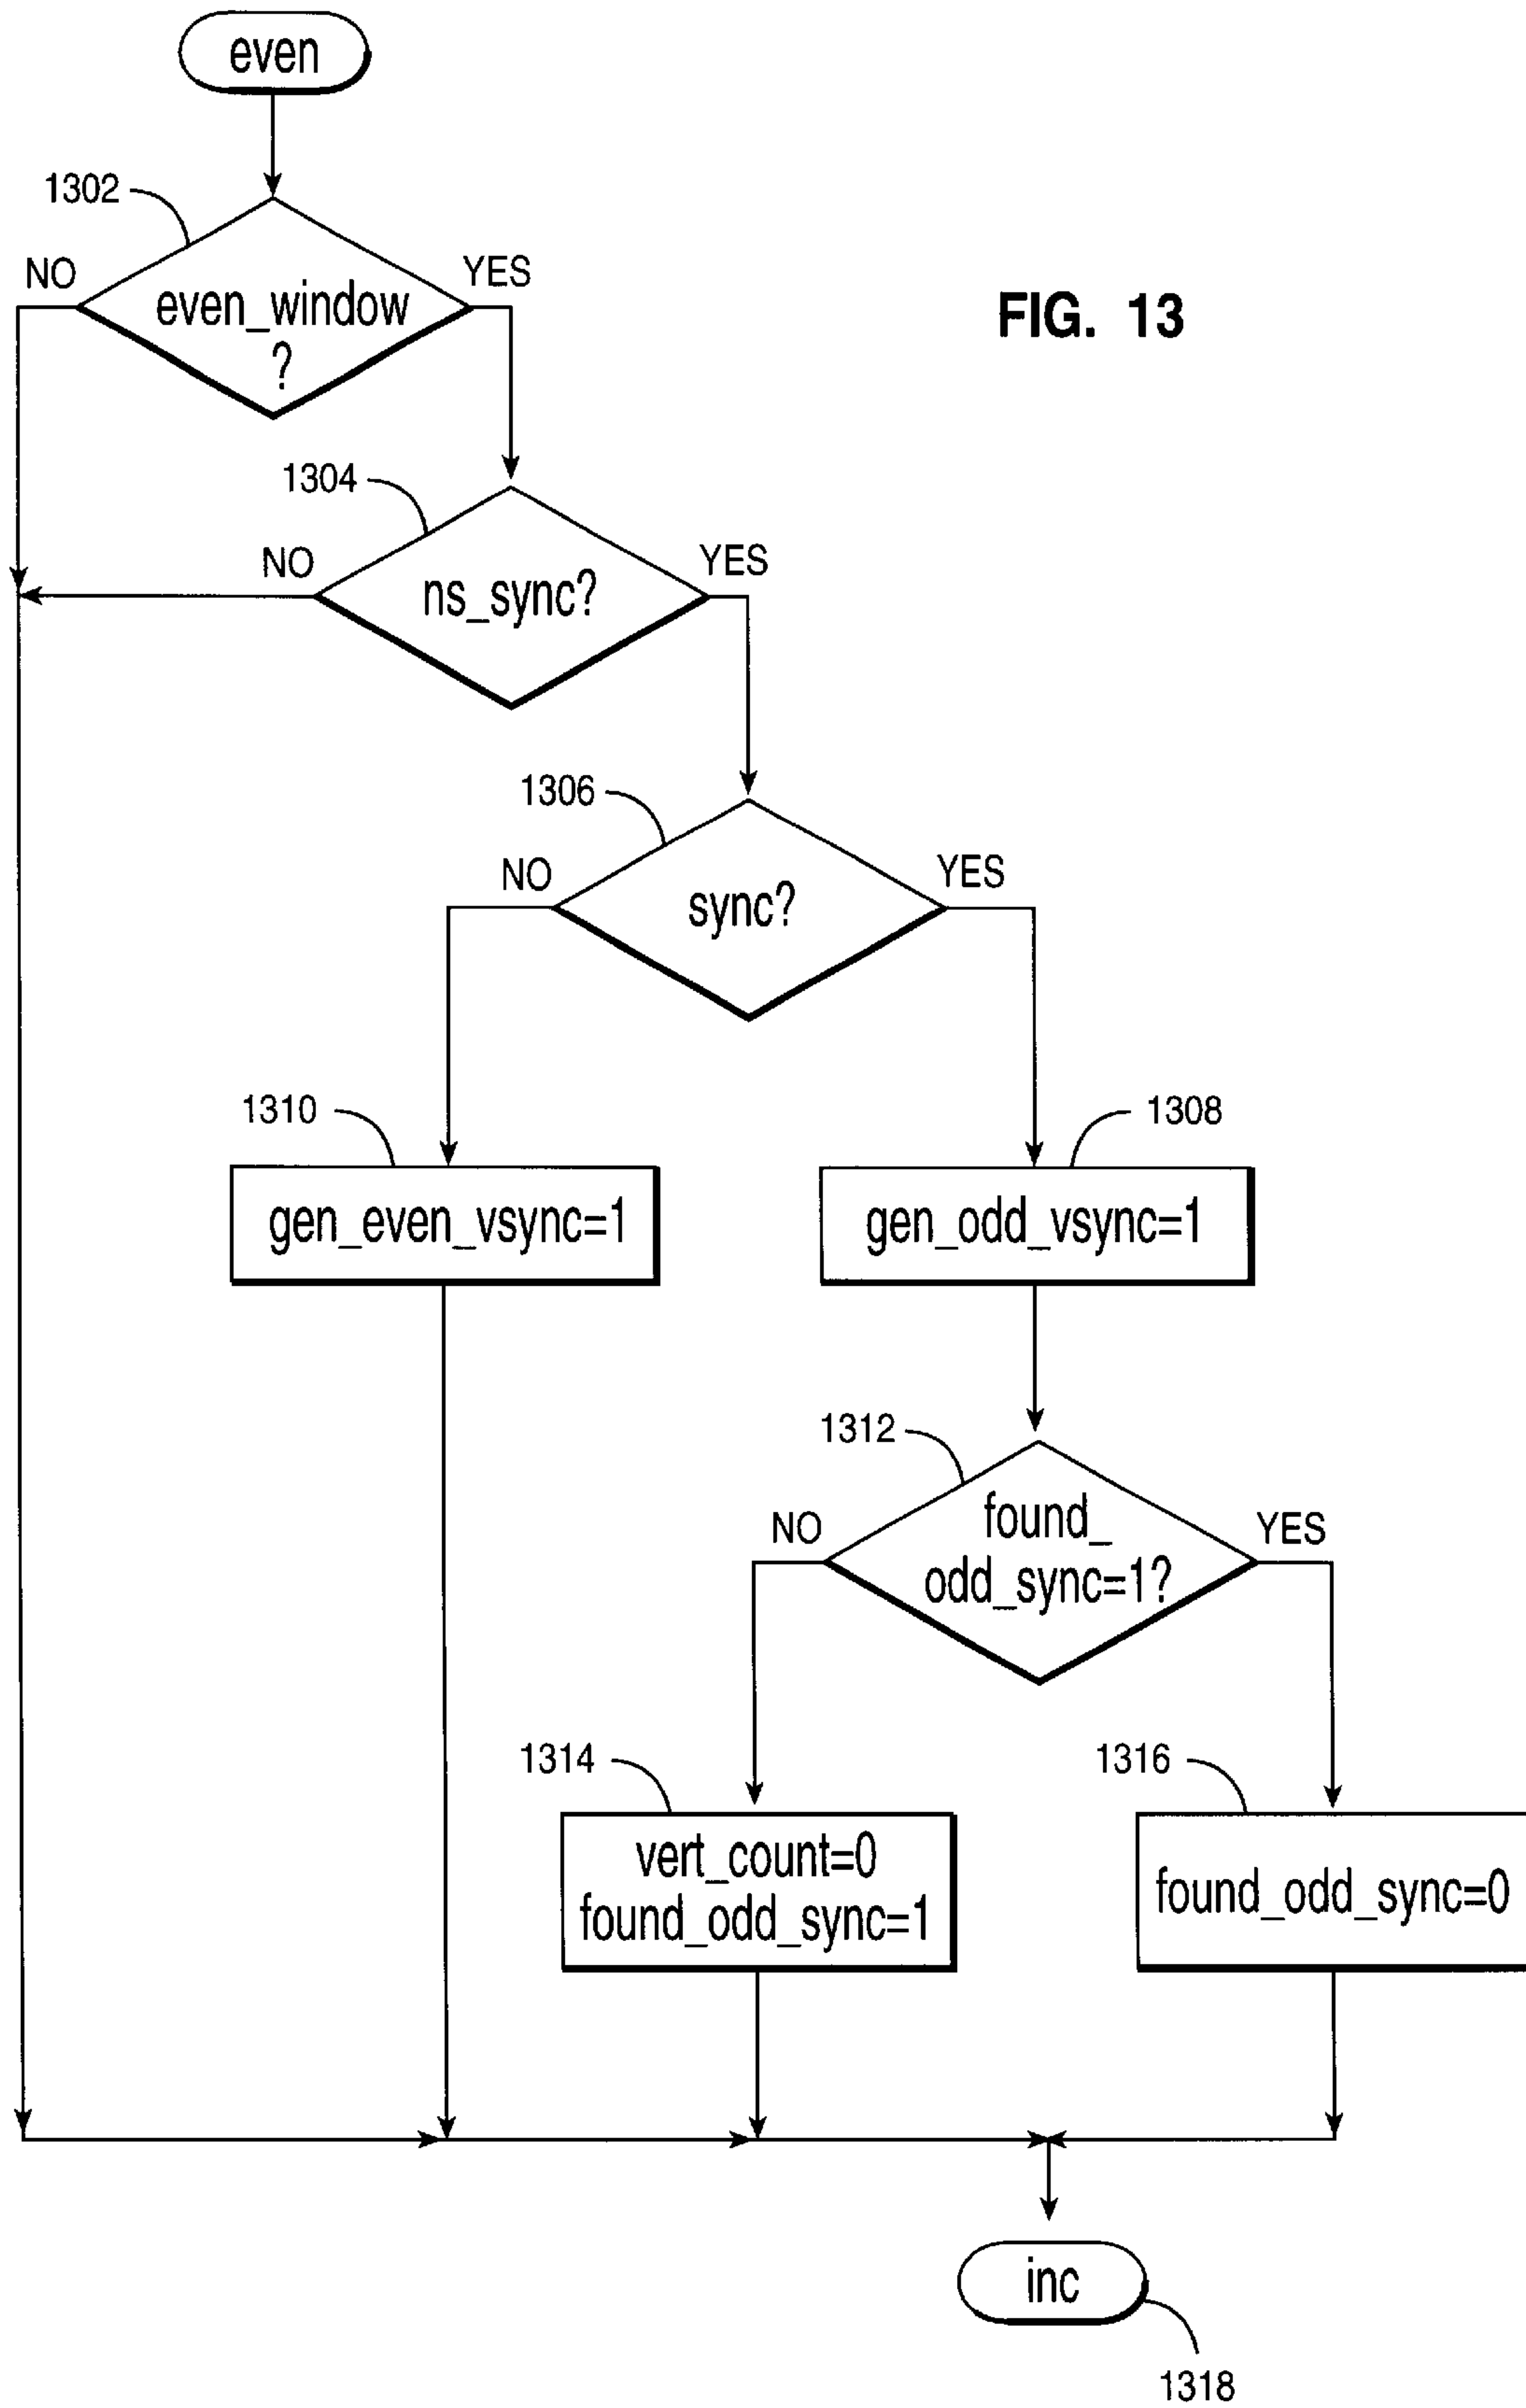 even
1302
NO
YES
even_window
?
FIG. 13
1304
NO
YES
ns_sync?
1306
NO
YES
sync?
1310
1308
gen_even_vsync=1
gen_odd_vsync=1
1312
NO
YES
found_
odd_sync=1?
1314
1316
vert_count=0
found_odd_sync=1
found_odd_sync=0
inc
1318